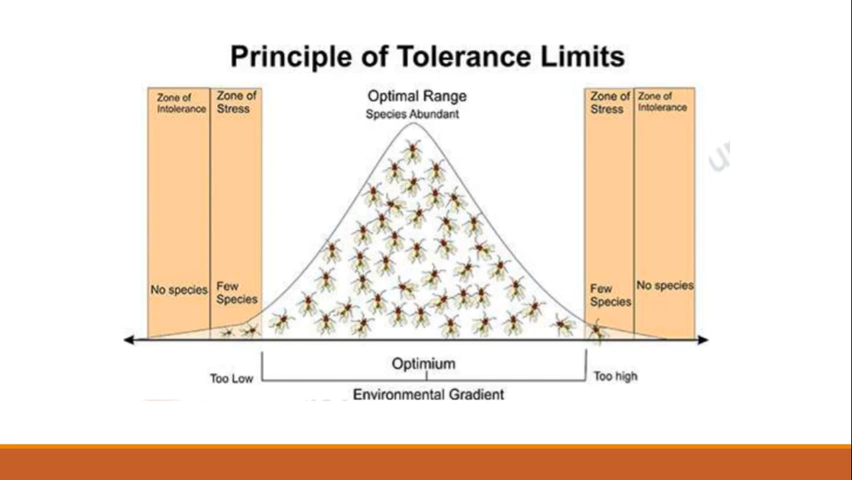 Principle of Tolerance Limits
Zone of
Intolerance
Zone of
Stress
Optimal Range
Species Abundant
Zone of
Stress
Zone of
Intolerance
No species
Few
Species
Few
Species
No species
Too Low
Optimium
Too high
Environmental Gradient